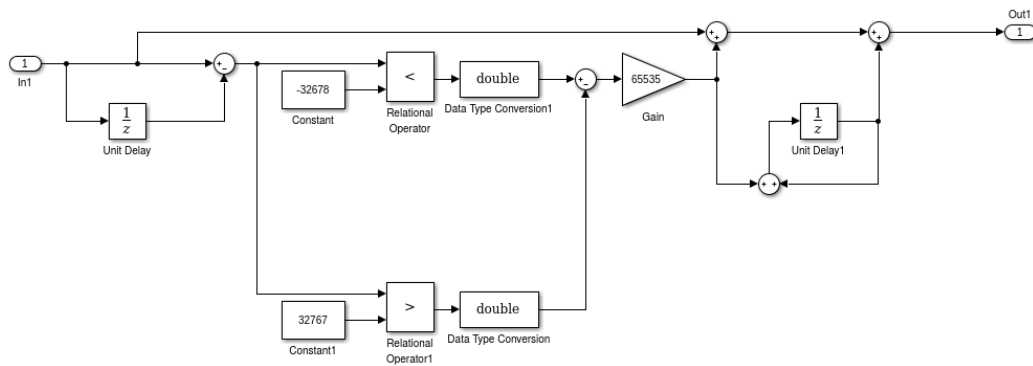 Out1
1
1
In1
+
-
1
z
Unit Delay
-32678
Constant
<
Relational
Operator
double
Data Type Conversion1
+
-
65535
Gain
+
+
+
+
1
z
Unit Delay1
+ +
32767
Constant1
>
Relational
Operator1
double
Data Type Conversion